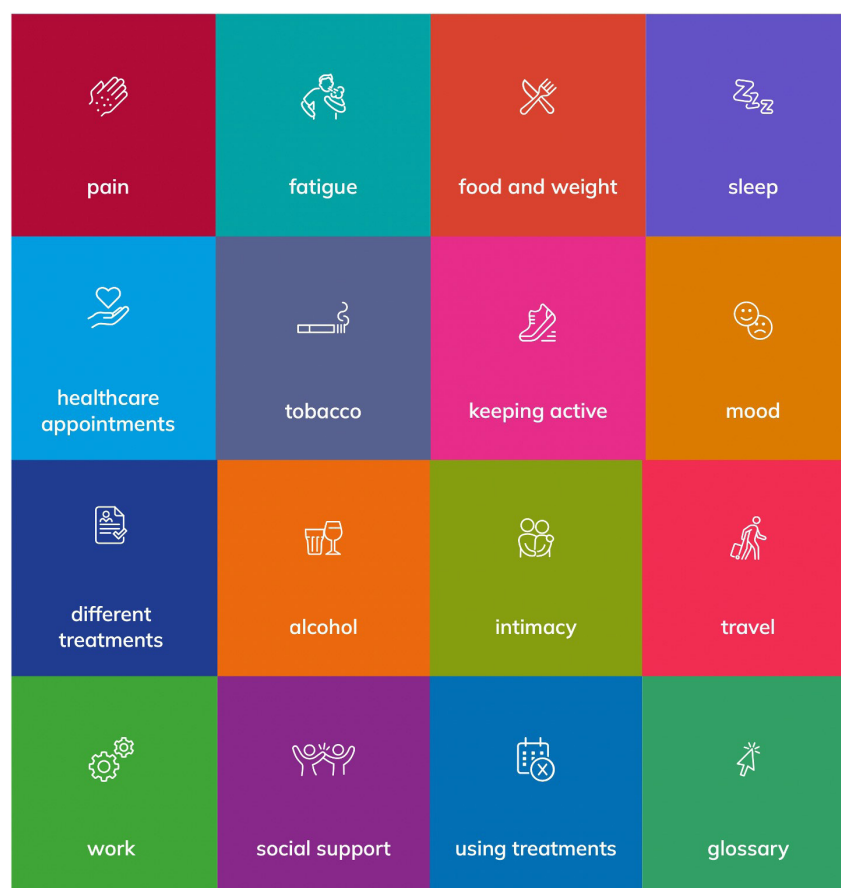 pain
fatigue
food and weight
sleep
healthcare
appointments
tobacco
keeping active
mood
different
treatments
alcohol
intimacy
travel
work
social support
using treatments
glossary